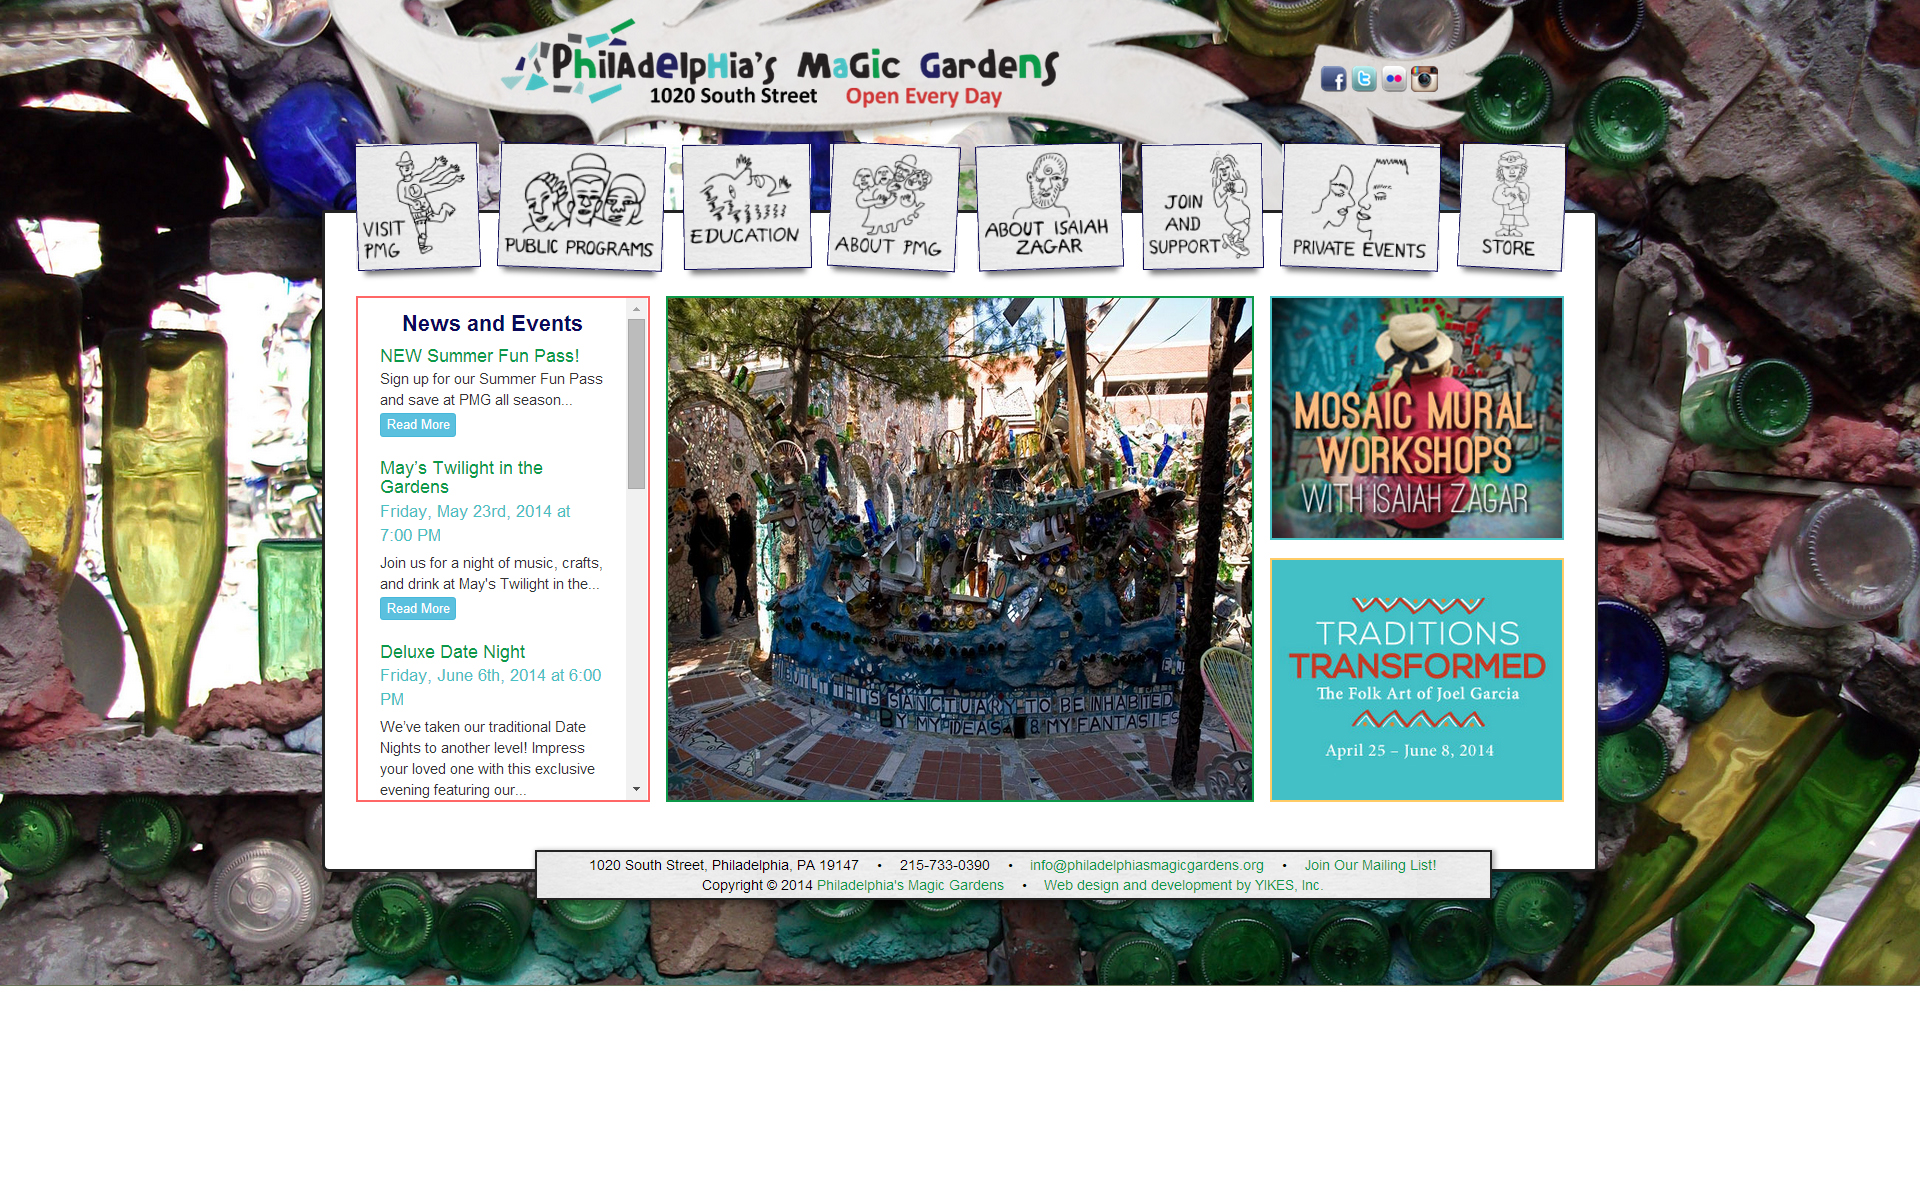 Philadelphia's Magic Gardens
1020 South Street Open Every Day
VISIT PMG
PUBLIC PROGRAMS
EDUCATION
ABOUT PMG
ABOUT ISAIAH ZAGAR
JOIN AND SUPPORT
PRIVATE EVENTS
STORE
News and Events
NEW Summer Fun Pass!
Sign up for our Summer Fun Pass
and save at PMG all season...
Read More
May's Twilight in the
Gardens
Friday, May 23rd, 2014 at
7:00 PM
Join us for a night of music, crafts,
and drink at May's Twilight in the...
Read More
Deluxe Date Night
Friday, June 6th, 2014 at 6:00
PM
We've taken our traditional Date
Nights to another level! Impress
your loved one with this exclusive
evening featuring our...
BUILT THIS SANCTUARY TO BE INHABITED
BY MY IDEAS & MY FANTASIES
MOSAIC MURAL
WORKSHOPS
WITH ISAIAH ZAGAR
TRADITIONS
TRANSFORMED
The Folk Art of Joel Garcia
April 25 – June 8, 2014
1020 South Street, Philadelphia, PA 19147 • 215-733-0390 • info@philadelphiasmagicgardens.org • Join Our Mailing List!
Copyright © 2014 Philadelphia's Magic Gardens • Web design and development by YIKES, Inc.